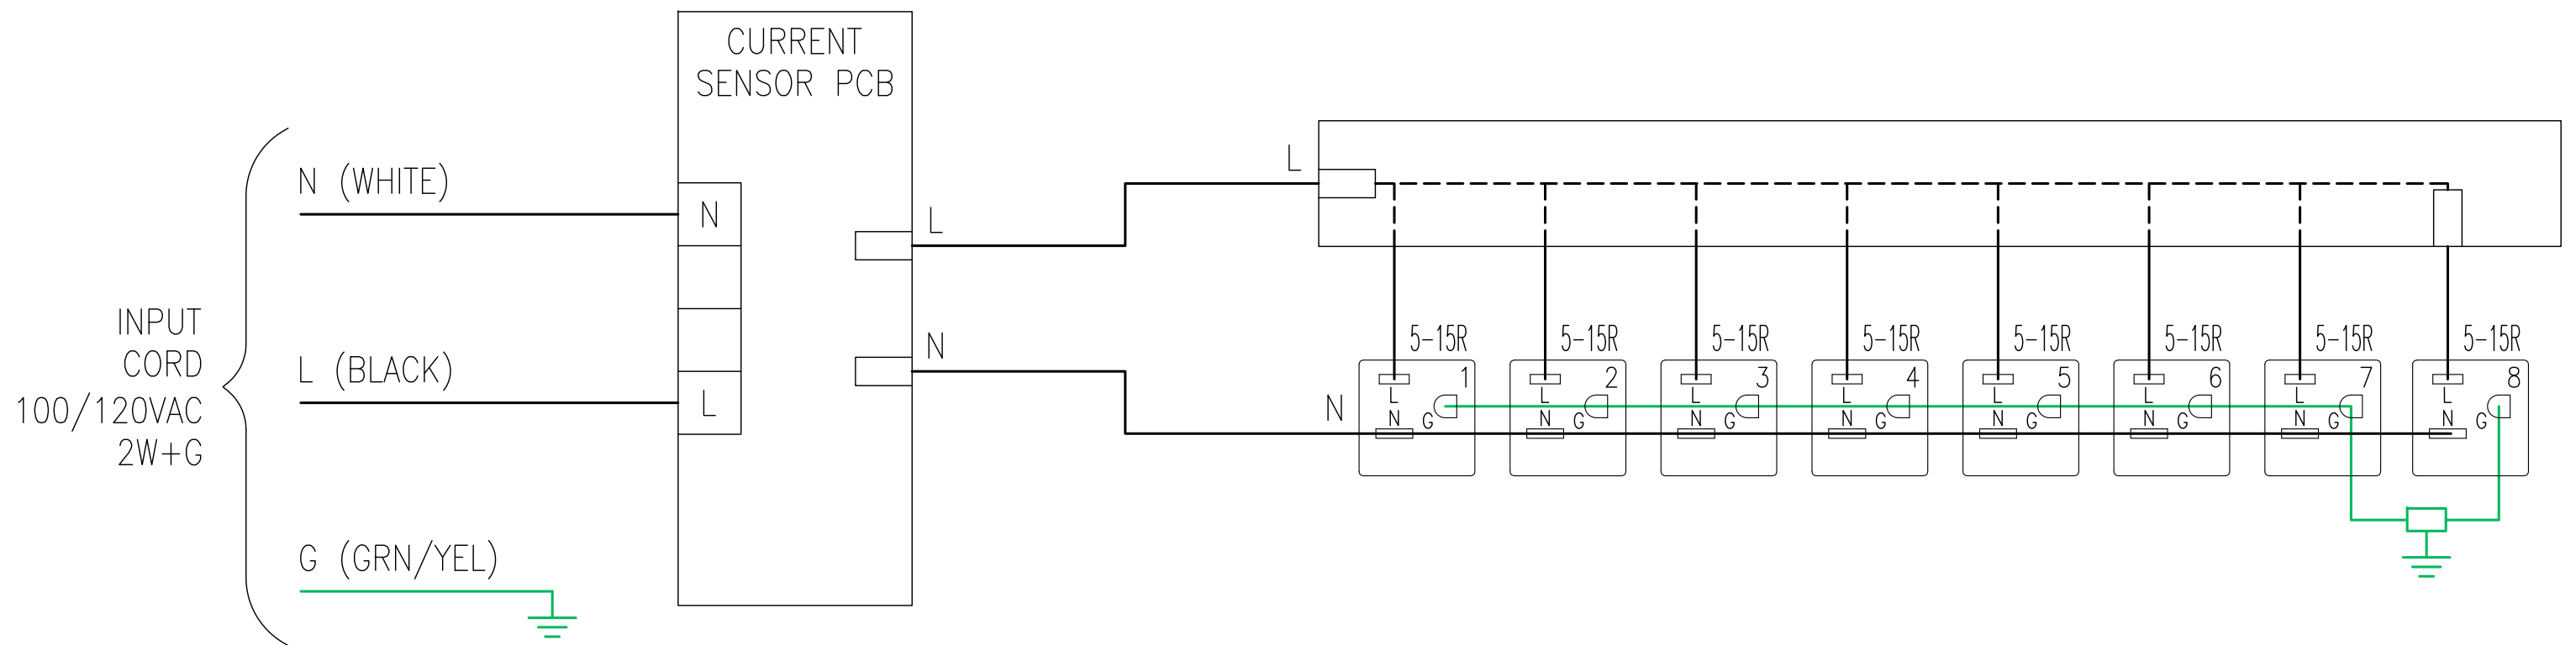 CURRENT
SENSOR PCB
N (WHITE)
N
L
L
INPUT
CORD
100/120VAC
2W+G
L (BLACK)
L
N
G (GRN/YEL)
5-15R
5-15R
5-15R
5-15R
5-15R
5-15R
5-15R
5-15R
1
2
3
4
5
6
7
8
L
L
L
L
L
L
L
L
N
N G
N G
N G
N G
N G
N G
N G
N G